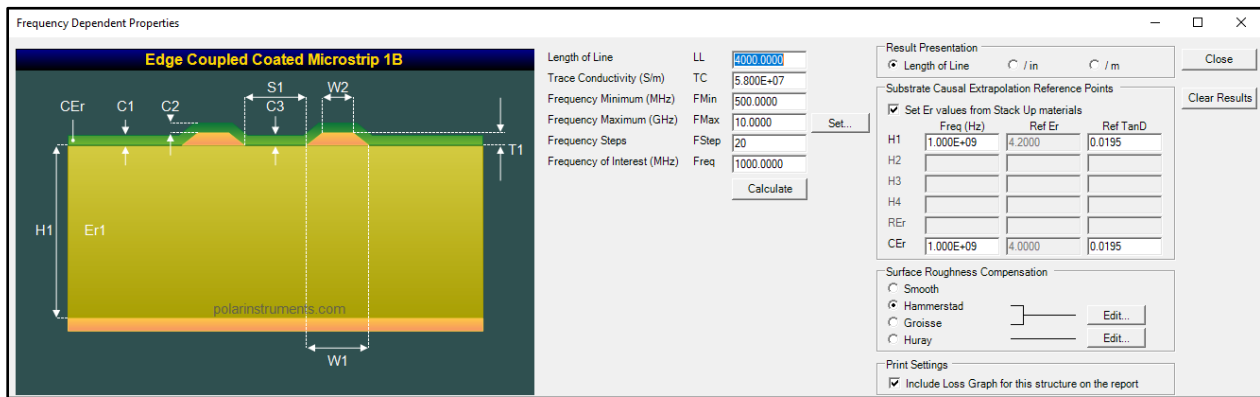 Frequency Dependent Properties
Edge Coupled Coated Microstrip 1B
CEr C1 C2 S1 C3 W2
T1
H1 Er1
polarinstruments.com
W1
Length of Line LL 4000.0000
Trace Conductivity (S/m) TC 5.800E+07
Frequency Minimum (MHz) FMin 500.0000
Frequency Maximum (GHz) FMax 10.0000 Set...
Frequency Steps FStep 20
Frequency of Interest (MHz) Freq 1000.0000
Calculate
Result Presentation
Length of Line / in / m
Substrate Causal Extrapolation Reference Points
Set Er values from Stack Up materials
Freq (Hz) Ref Er Ref TanD
H1 1.000E+09 4.2000 0.0195
H2
H3
H4
REr
CEr 1.000E+09 4.0000 0.0195
Surface Roughness Compensation
Smooth
Hammerstad
Groisse Edit...
Huray Edit...
Print Settings
Include Loss Graph for this structure on the report
Close
Clear Results